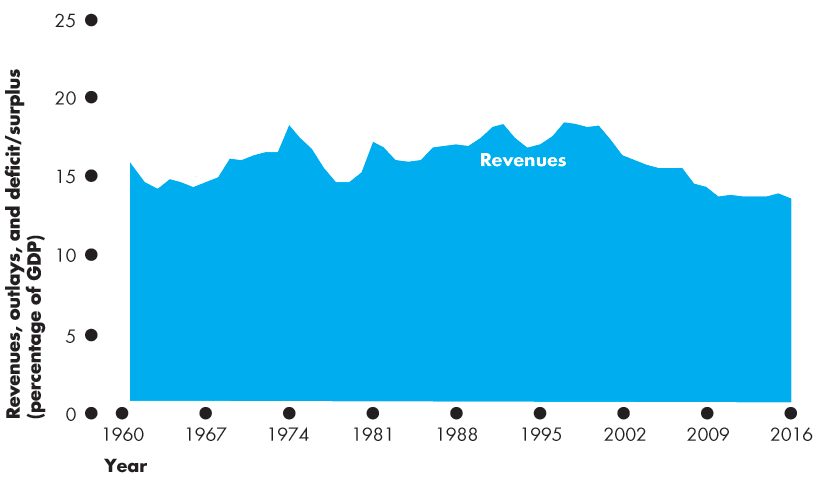 25
20
15
10
5
0
Revenues, outlays, and deficit/surplus
(percentage of GDP)
Revenues
1960 1967 1974 1981 1988 1995 2002 2009 2016
Year